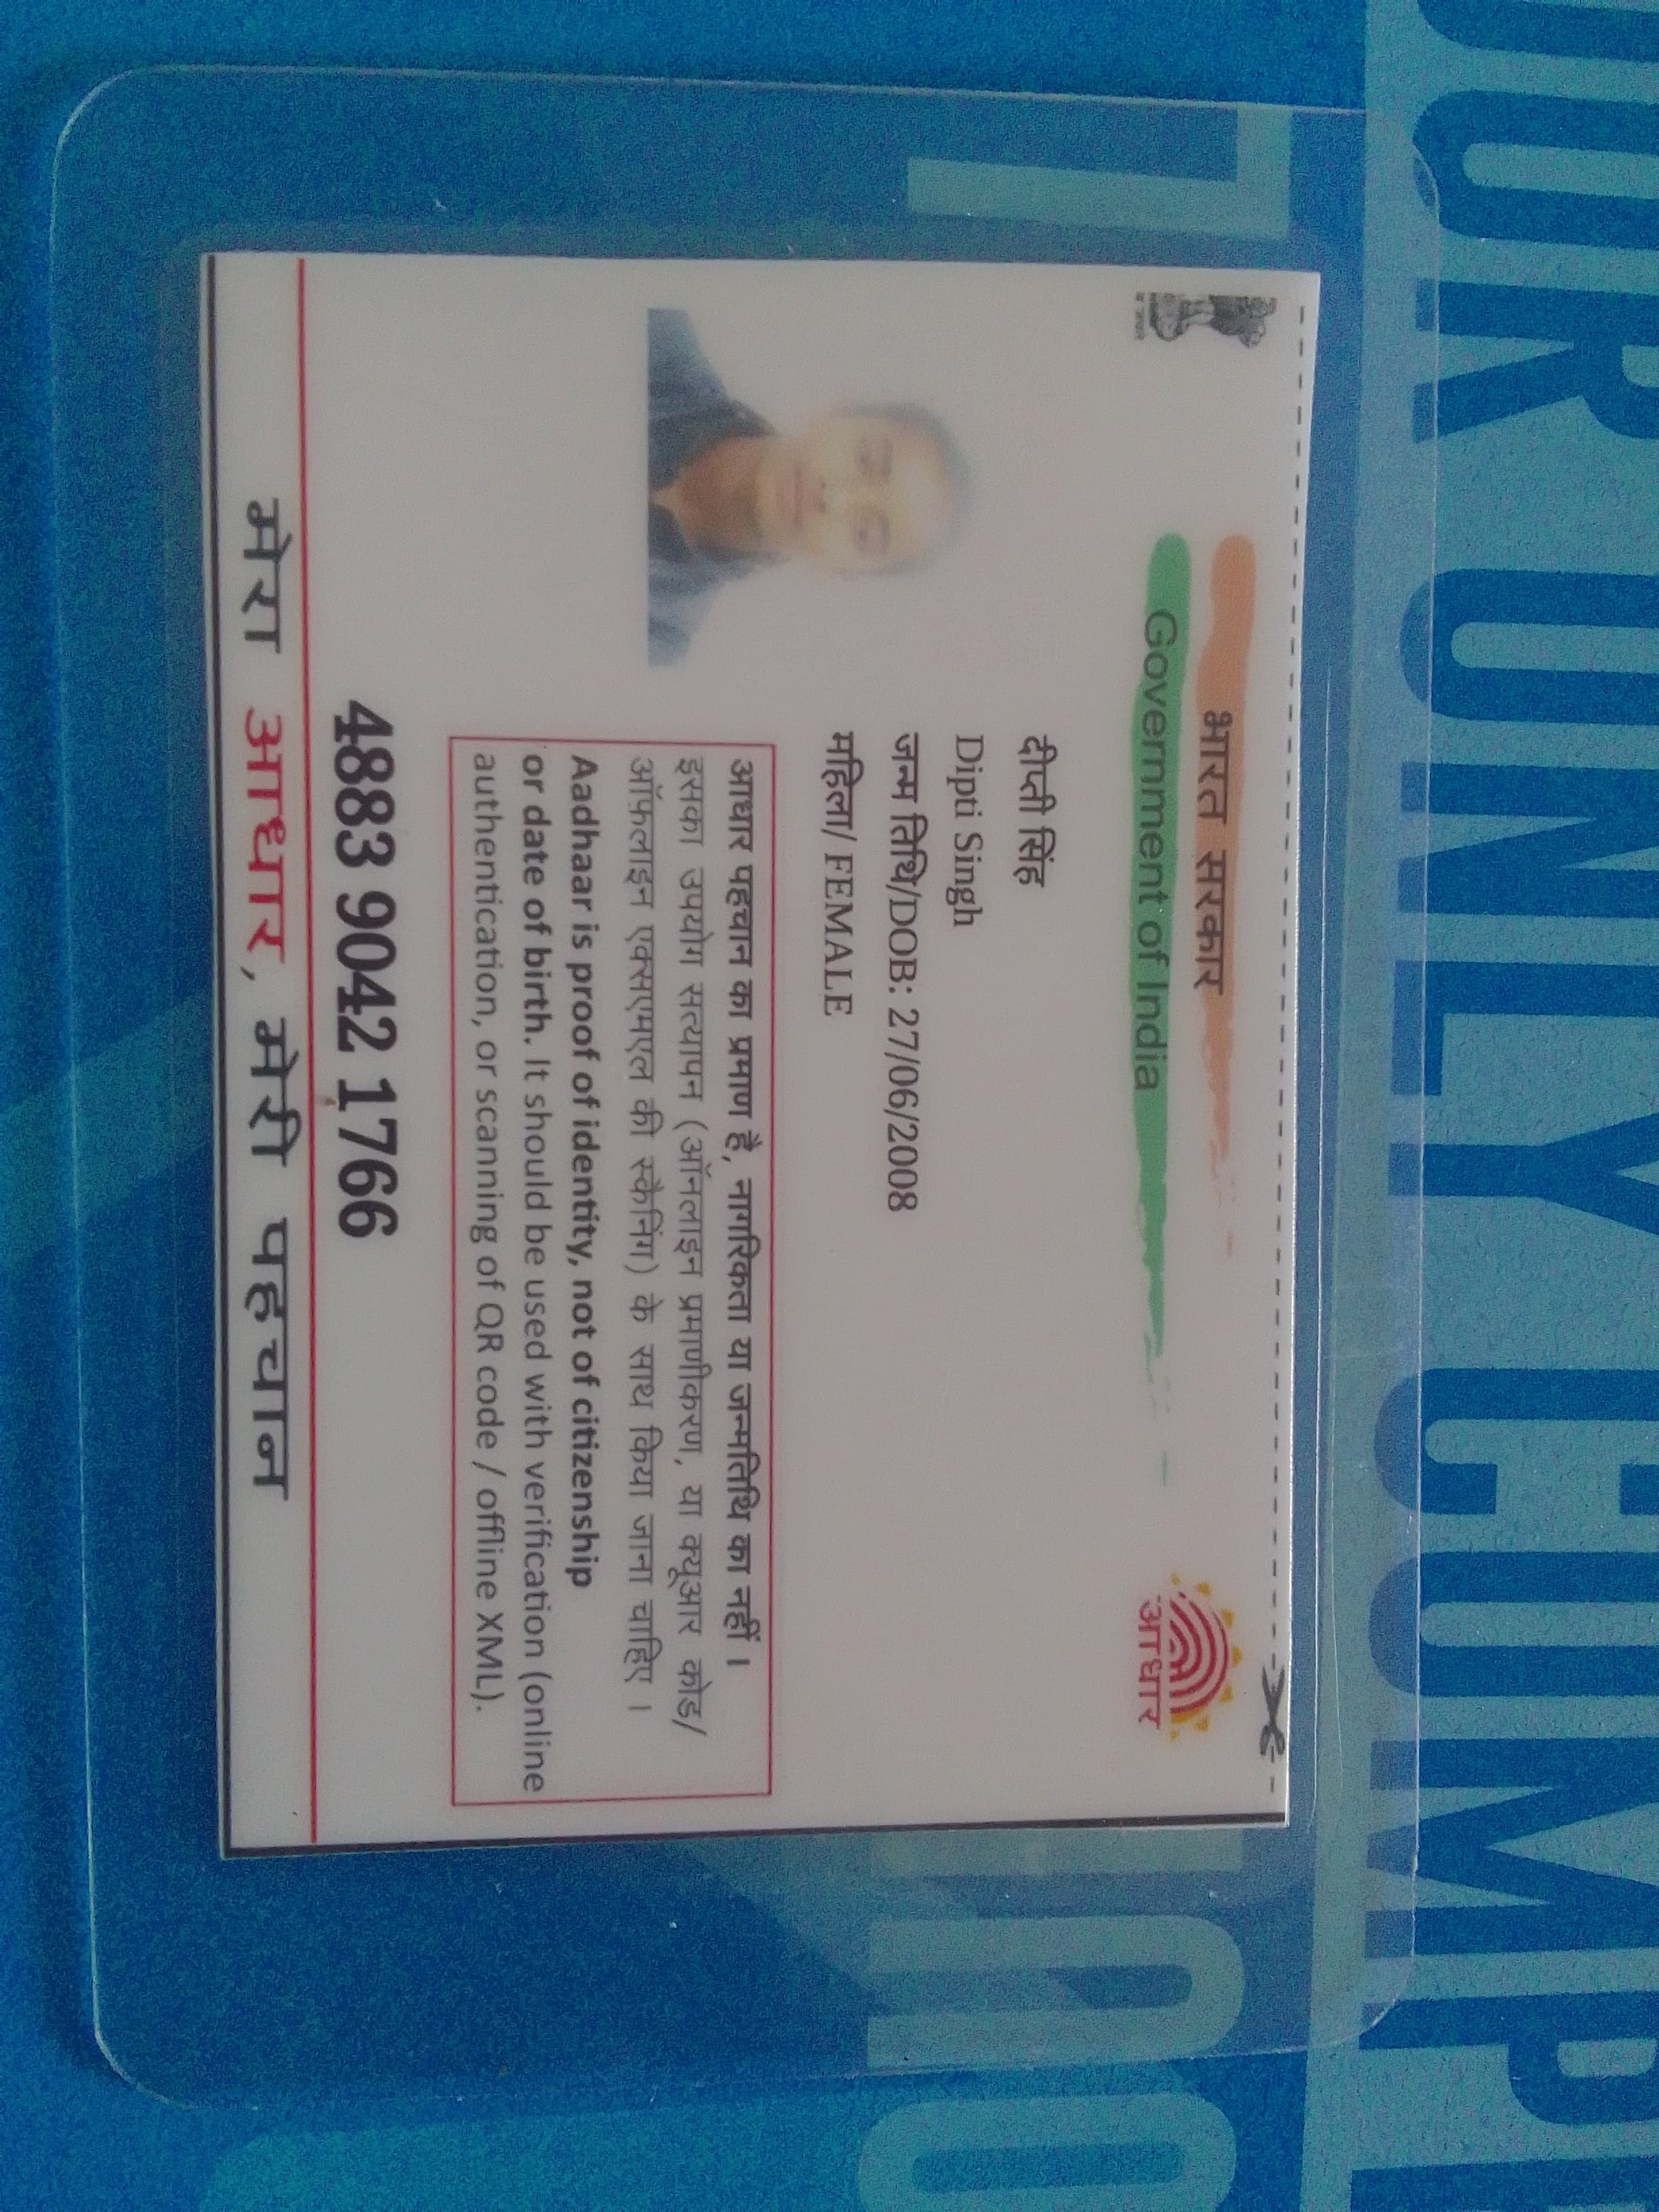 OUR ONLY
भारत सरकार
Government of India
आधार
दीप्ती सिंह
Dipti Singh
जन्म तिथि/DOB: 27/06/2008
महिला/ FEMALE
आधार पहचान का प्रमाण है, नागरिकता या जन्मतिथि का नहीं ।
इसका उपयोग सत्यापन (ऑनलाइन प्रमाणीकरण, या क्यूआर कोड/
ऑफ़लाइन एक्सएमएल की स्कैनिंग) के साथ किया जाना चाहिए ।
Aadhaar is proof of identity, not of citizenship
or date of birth. It should be used with verification (online
authentication, or scanning of QR code / offline XML).
4883 9042 1766
मेरा आधार, मेरी पहचान